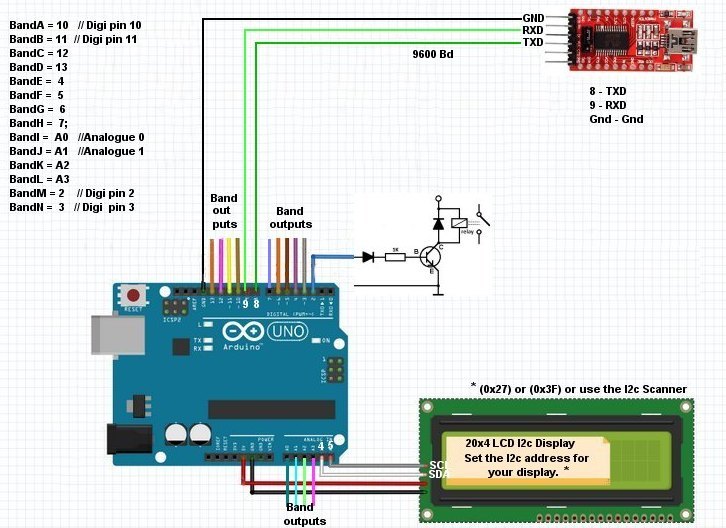 BandA = 10 // Digi pin 10
BandB = 11 // Digi pin 11
BandC = 12
BandD = 13
BandE = 4
BandF = 5
BandG = 6
BandH = 7;
BandI = A0 //Analogue 0
BandJ = A1 //Analogue 1
BandK = A2
BandL = A3
BandM = 2 // Digi pin 2
BandN = 3 // Digi pin 3
GND
RXD
TXD
9600 Bd
8 - TXD
9 - RXD
Gnd - Gnd
Band
out
puts
Band
outputs
relay
1K
B
C
E
9 8
RESET
ICSP2
L
TX
RX
Arduino
UNO
ON
ICSP
DIGITAL (PWM=~)
POWER
ANALOG IN
4 5
* (0x27) or (0x3F) or use the I2c Scanner
20x4 LCD I2c Display
Set the I2c address for
your display. *
SCL
SDA
Band
outputs